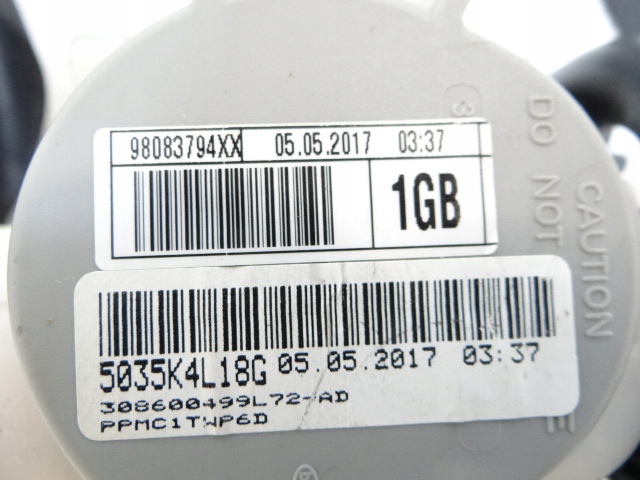 98083794XX 05.05.2017 03:37
1GB
5035K4L18G 05.05.2017 03:37
308600499L72-AD
PPMC1TWP6D
CAUTION
DO NOT